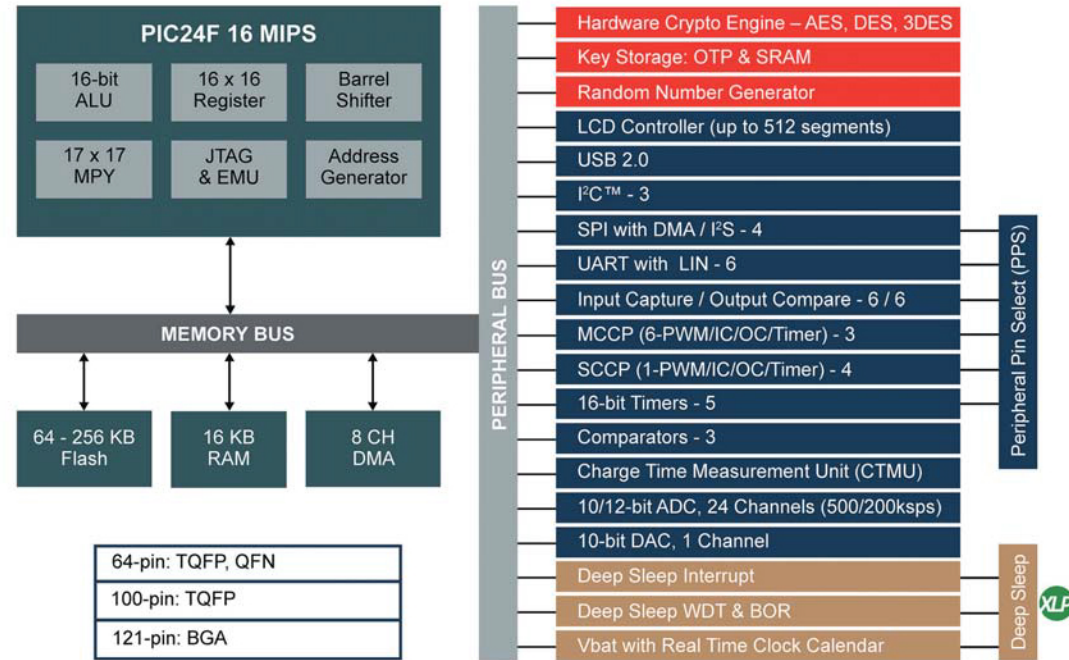 PIC24F 16 MIPS
16-bit
ALU
16 x 16
Register
Barrel
Shifter
17 x 17
MPY
JTAG
& EMU
Address
Generator
MEMORY BUS
64 - 256 KB
Flash
16 KB
RAM
8 CH
DMA
64-pin: TQFP, QFN
100-pin: TQFP
121-pin: BGA
PERIPHERAL BUS
Hardware Crypto Engine – AES, DES, 3DES
Key Storage: OTP & SRAM
Random Number Generator
LCD Controller (up to 512 segments)
USB 2.0
I²C™ - 3
SPI with DMA / I²S - 4
UART with LIN - 6
Input Capture / Output Compare - 6 / 6
MCCP (6-PWM/IC/OC/Timer) - 3
SCCP (1-PWM/IC/OC/Timer) - 4
16-bit Timers - 5
Comparators - 3
Charge Time Measurement Unit (CTMU)
10/12-bit ADC, 24 Channels (500/200ksps)
10-bit DAC, 1 Channel
Deep Sleep Interrupt
Deep Sleep WDT & BOR
Vbat with Real Time Clock Calendar
Peripheral Pin Select (PPS)
Deep Sleep
XLP